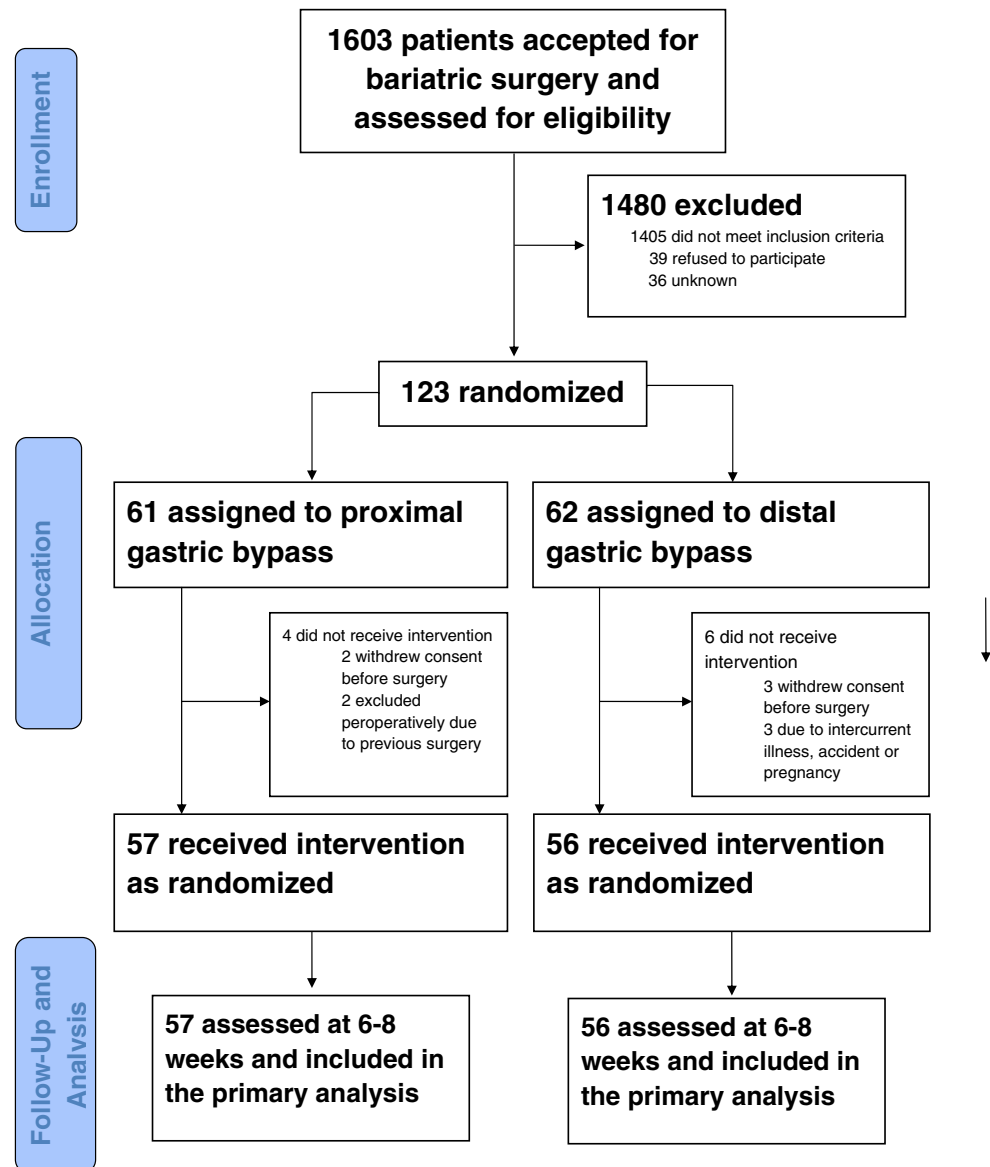 Enrollment
1603 patients accepted for
bariatric surgery and
assessed for eligibility
1480 excluded
1405 did not meet inclusion criteria
39 refused to participate
36 unknown
123 randomized
Allocation
61 assigned to proximal
gastric bypass
62 assigned to distal
gastric bypass
4 did not receive intervention
2 withdrew consent
before surgery
2 excluded
peroperatively due
to previous surgery
6 did not receive
intervention
3 withdrew consent
before surgery
3 due to intercurrent
illness, accident or
pregnancy
57 received intervention
as randomized
56 received intervention
as randomized
Follow-Up and
Analysis
57 assessed at 6-8
weeks and included in
the primary analysis
56 assessed at 6-8
weeks and included in
the primary analysis